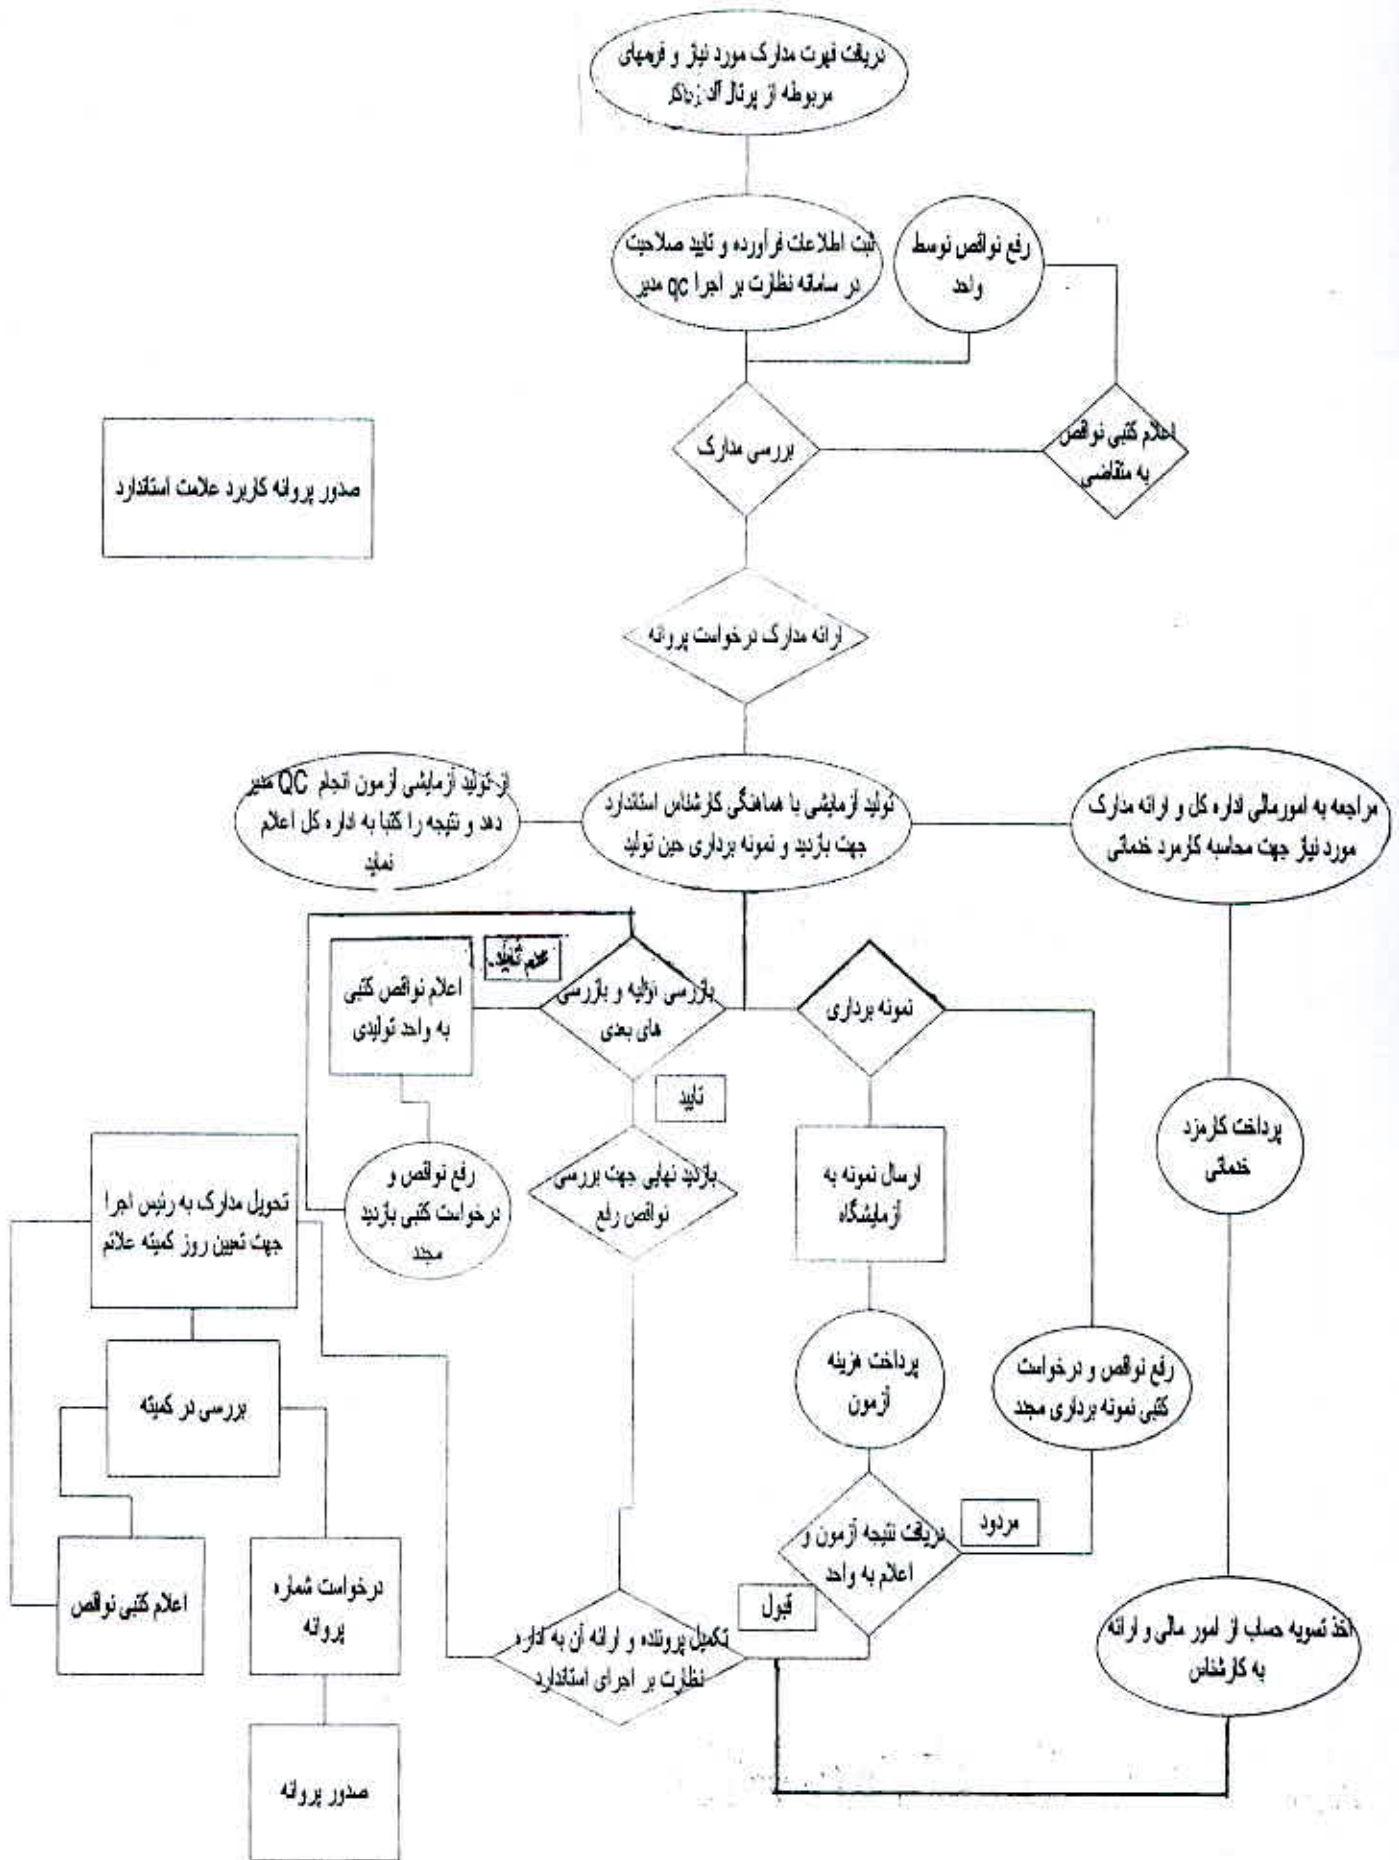 دریافت فهرت مدارک مورد نیاز و فرمهای
مربوطه از پرتال
ثبت اطلاعات فرآورده و تایید صلاحیت
در سامانه نظارت بر اجرا qc مدیر
رفع نواقص توسط
واحد
بررسی مدارک
اعلام کتبی نواقص
به متقاضی
صدور پروانه کاربرد علامت استاندارد
ارائه مدارک درخواست پروانه
از تولید آزمایشی آزمون انجام QC مدیر
دهد و نتیجه را کتبا به اداره کل اعلام
نماید
تولید آزمایشی با هماهنگی کارشناس استاندارد
جهت بازدید و نمونه برداری حین تولید
مراجعه به امورمالی اداره کل و ارائه مدارک
مورد نیاز جهت محاسبه کارمرد خدماتی
عدم تایید
اعلام نواقص کتبی
به واحد تولیدی
بازرسی اولیه و بازرسی
های بعدی
نمونه برداری
تایید
پرداخت کارمزد
خدماتی
ارسال نمونه به
آزمایشگاه
بازدید نهایی جهت بررسی
نواقص رفع
رفع نواقص و
درخواست کتبی بازدید
مجدد
تحویل مدارک به رئیس اجرا
جهت تعیین روز کمیته علائم
پرداخت هزینه
آزمون
رفع نواقص و درخواست
کتبی نمونه برداری مجدد
بررسی در کمیته
مردود
دریافت نتیجه آزمون و
اعلام به واحد
قبول
اعلام کتبی نواقص
درخواست شماره
پروانه
تکمیل پرونده و ارائه آن به اداره
نظارت بر اجرای استاندارد
اخذ تسویه حساب از امور مالی و ارائه
به کارشناس
صدور پروانه